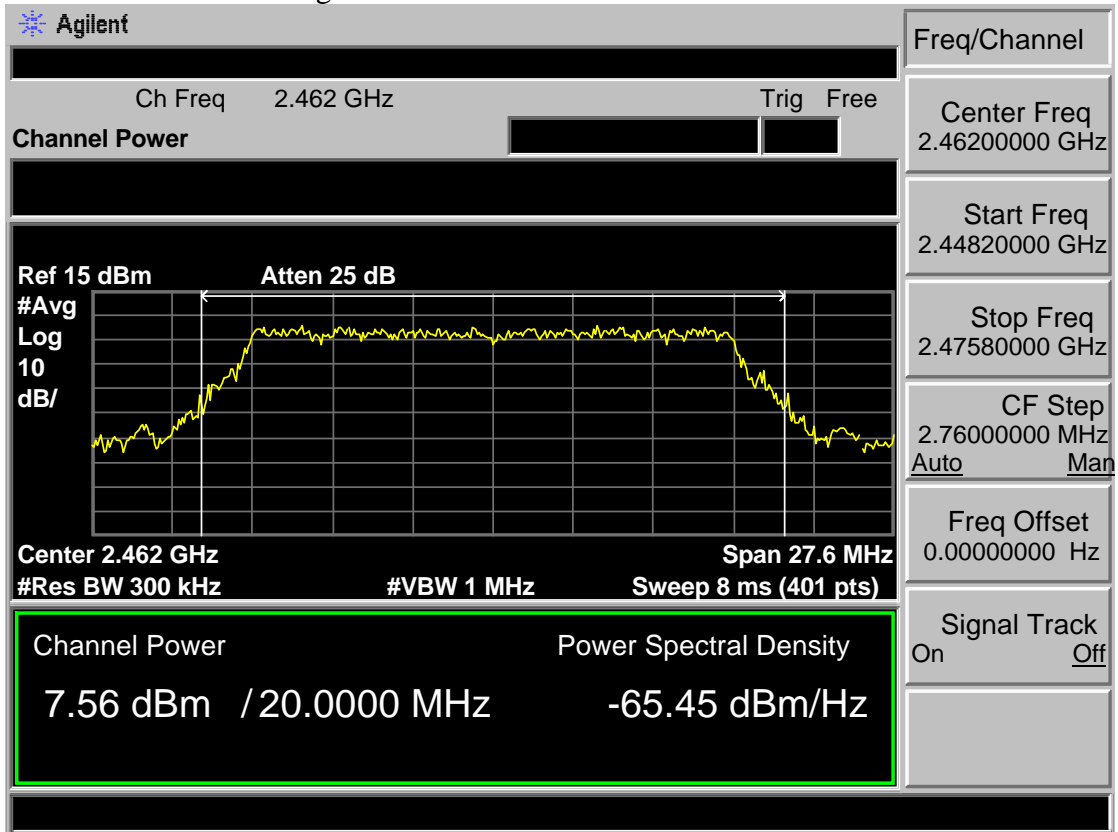 Agilent
Freq/Channel
Ch Freq 2.462 GHz Trig Free
Channel Power
Center Freq
2.46200000 GHz
Start Freq
2.44820000 GHz
Stop Freq
2.47580000 GHz
CF Step
2.76000000 MHz
Auto Man
Freq Offset
0.00000000 Hz
Signal Track
On Off
Ref 15 dBm Atten 25 dB
#Avg
Log
10
dB/
Center 2.462 GHz Span 27.6 MHz
#Res BW 300 kHz #VBW 1 MHz Sweep 8 ms (401 pts)
Channel Power Power Spectral Density
7.56 dBm / 20.0000 MHz -65.45 dBm/Hz